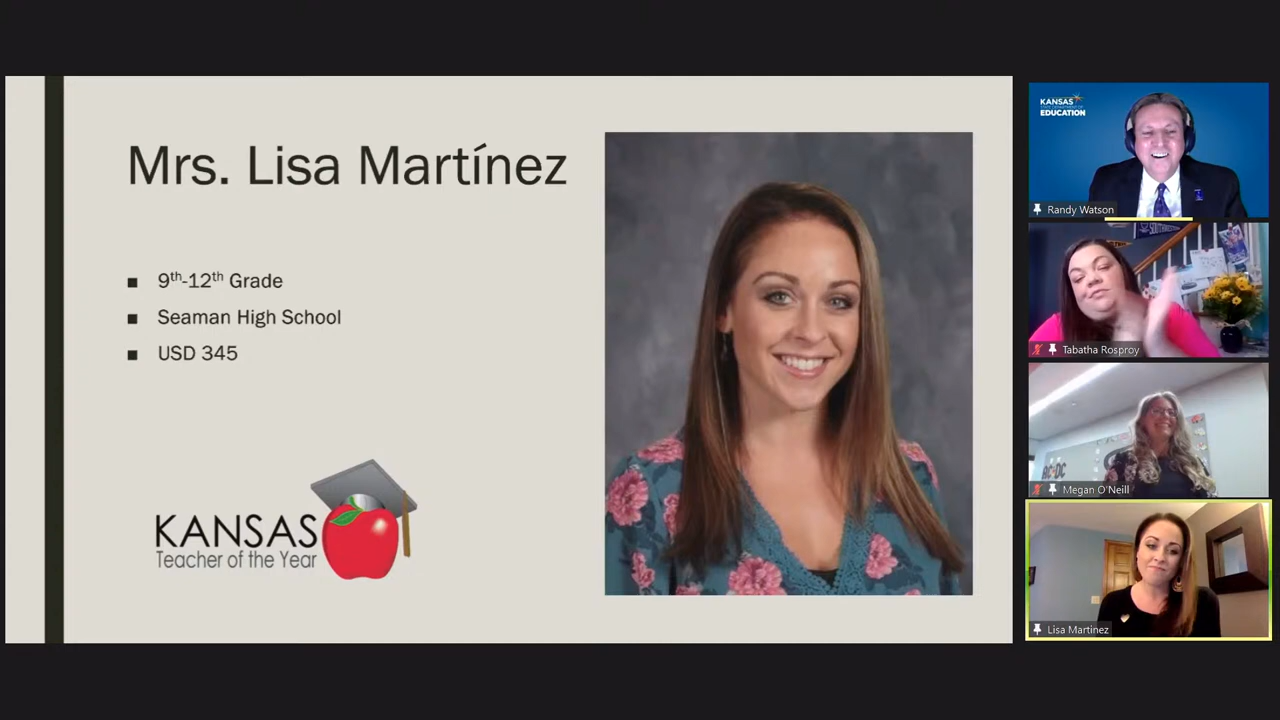 Mrs. Lisa Martínez
9th-12th Grade
Seaman High School
USD 345
KANSAS
Teacher of the Year
KANSAS
EDUCATION
Randy Watson
Tabatha Rosproy
Megan O'Neill
Lisa Martinez